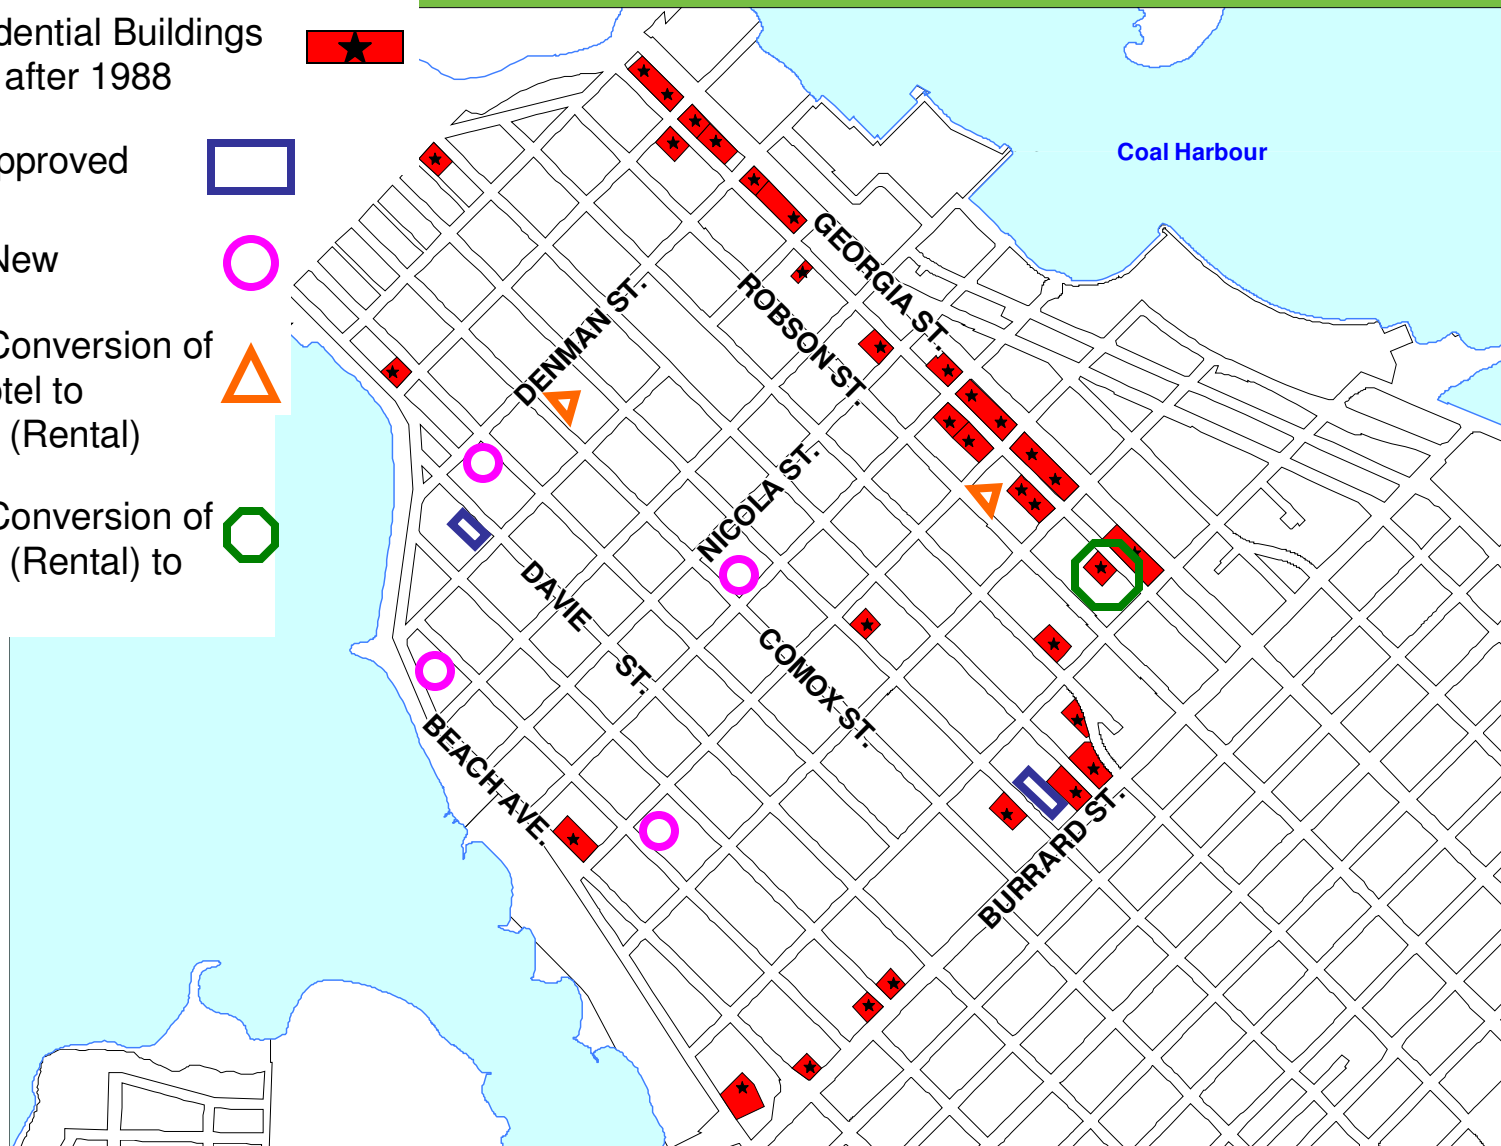 dential Buildings
after 1988
pproved
New
Conversion of
tel to
(Rental)
Conversion of
(Rental) to
Coal Harbour
GEORGIA ST.
ROBSON ST.
DENMAN ST.
NICOLA ST.
DAVIE ST.
COMOX ST.
BEACH AVE.
BURRARD ST.